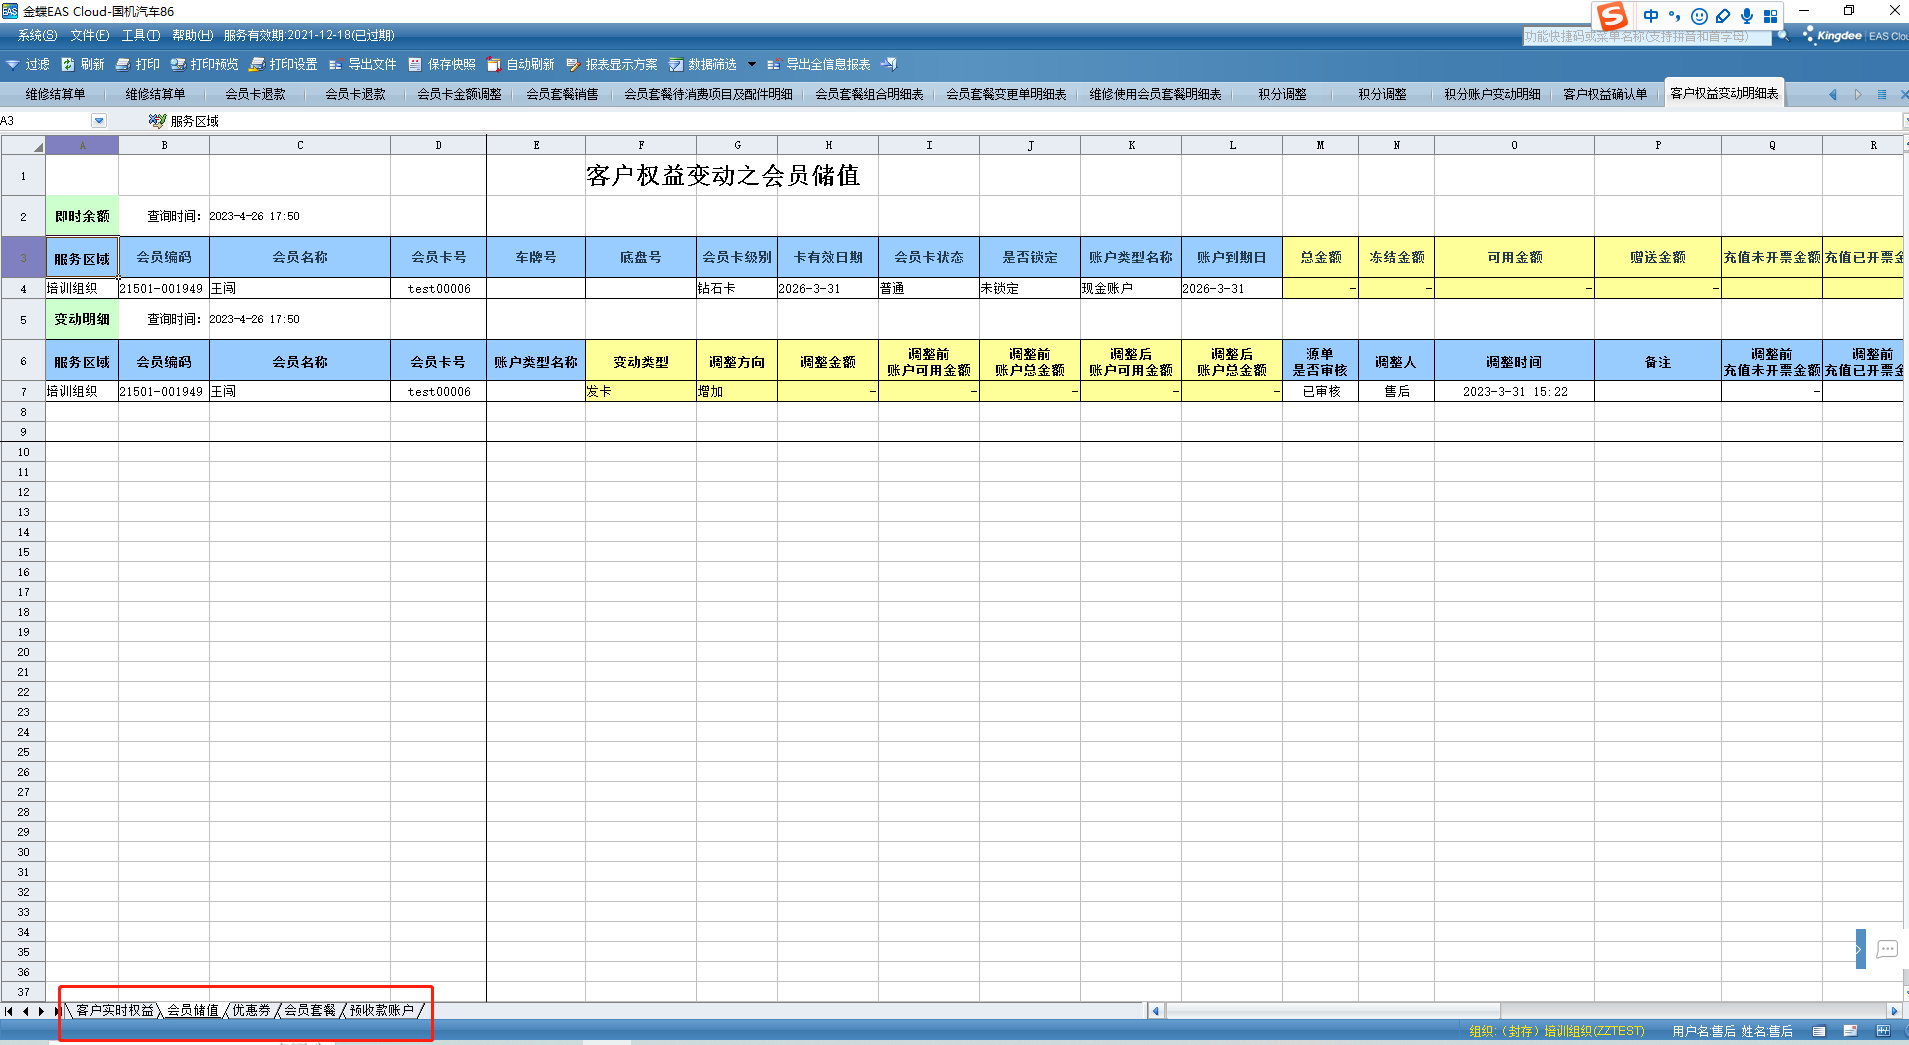 金蝶EAS Cloud-国机汽车86
系统(S) 文件(F) 工具(T) 帮助(H) 服务有效期:2021-12-18(已过期)
中
功能快捷码或菜单名称(支持拼音和首字母)
Kingdee EAS Clou
过滤 刷新 打印 打印预览 打印设置 导出文件 保存快照 自动刷新 报表显示方案 数据筛选 导出全信息报表
维修结算单 维修结算单 会员卡退款 会员卡退款 会员卡金额调整 会员套餐销售 会员套餐待消费项目及配件明细 会员套餐组合明细表 会员套餐变更单明细表 维修使用会员套餐明细表 积分调整 积分调整 积分账户变动明细 客户权益确认单 客户权益变动明细表
A3 服务区域
A B C D E F G H I J K L M N O P Q R
1 客户权益变动之会员储值
2 即时余额 查询时间: 2023-4-26 17:50
3 服务区域 会员编码 会员名称 会员卡号 车牌号 底盘号 会员卡级别 卡有效日期 会员卡状态 是否锁定 账户类型名称 账户到期日 总金额 冻结金额 可用金额 赠送金额 充值未开票金额 充值已开票金
4 培训组织 21501-001949 王闯 test00006 钻石卡 2026-3-31 普通 未锁定 现金账户 2026-3-31 - - - -
5 变动明细 查询时间: 2023-4-26 17:50
6 服务区域 会员编码 会员名称 会员卡号 账户类型名称 变动类型 调整方向 调整金额 调整前账户可用金额 调整前账户总金额 调整后账户可用金额 调整后账户总金额 源单是否审核 调整人 调整时间 备注 调整前充值未开票金额 调整前充值已开票金
7 培训组织 21501-001949 王闯 test00006 发卡 增加 - - - - - 已审核 售后 2023-3-31 15:22 -
8
9
10
11
12
13
14
15
16
17
18
19
20
21
22
23
24
25
26
27
28
29
30
31
32
33
34
35
36
37
客户实时权益 会员储值 优惠券 会员套餐 预收款账户
组织:（封存）培训组织(ZZTEST) 用户名:售后 姓名:售后